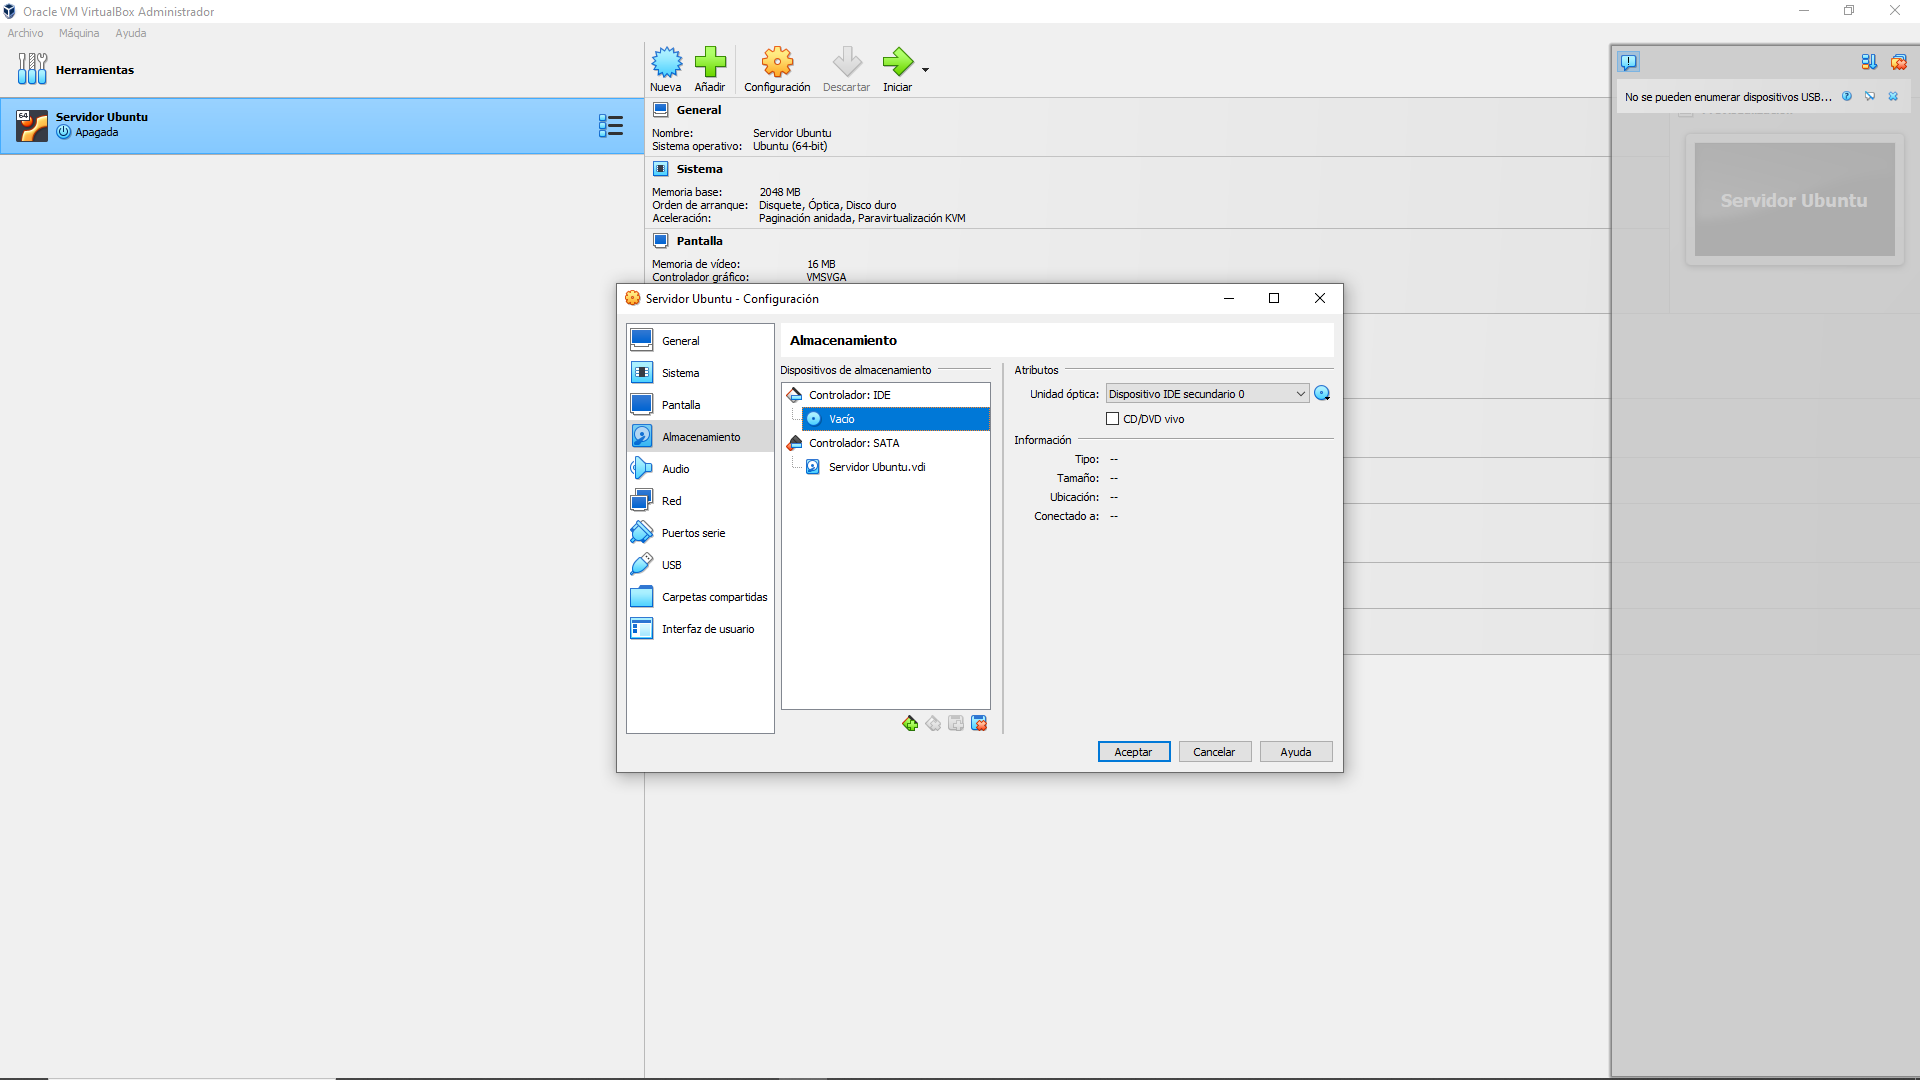 Oracle VM VirtualBox Administrador
Archivo Máquina Ayuda
Herramientas
64
Servidor Ubuntu
Apagada
Nueva Añadir Configuración Descartar Iniciar
General
Nombre: Servidor Ubuntu
Sistema operativo: Ubuntu (64-bit)
Sistema
Memoria base: 2048 MB
Orden de arranque: Disquete, Óptica, Disco duro
Aceleración: Paginación anidada, Paravirtualización KVM
Pantalla
Memoria de vídeo: 16 MB
Controlador gráfico: VMSVGA
No se pueden enumerar dispositivos USB...
Servidor Ubuntu
Servidor Ubuntu - Configuración
General
Sistema
Pantalla
Almacenamiento
Audio
Red
Puertos serie
USB
Carpetas compartidas
Interfaz de usuario
Almacenamiento
Dispositivos de almacenamiento
Controlador: IDE
Vacío
Controlador: SATA
Servidor Ubuntu.vdi
Atributos
Unidad óptica: Dispositivo IDE secundario 0
CD/DVD vivo
Información
Tipo: --
Tamaño: --
Ubicación: --
Conectado a: --
Aceptar Cancelar Ayuda